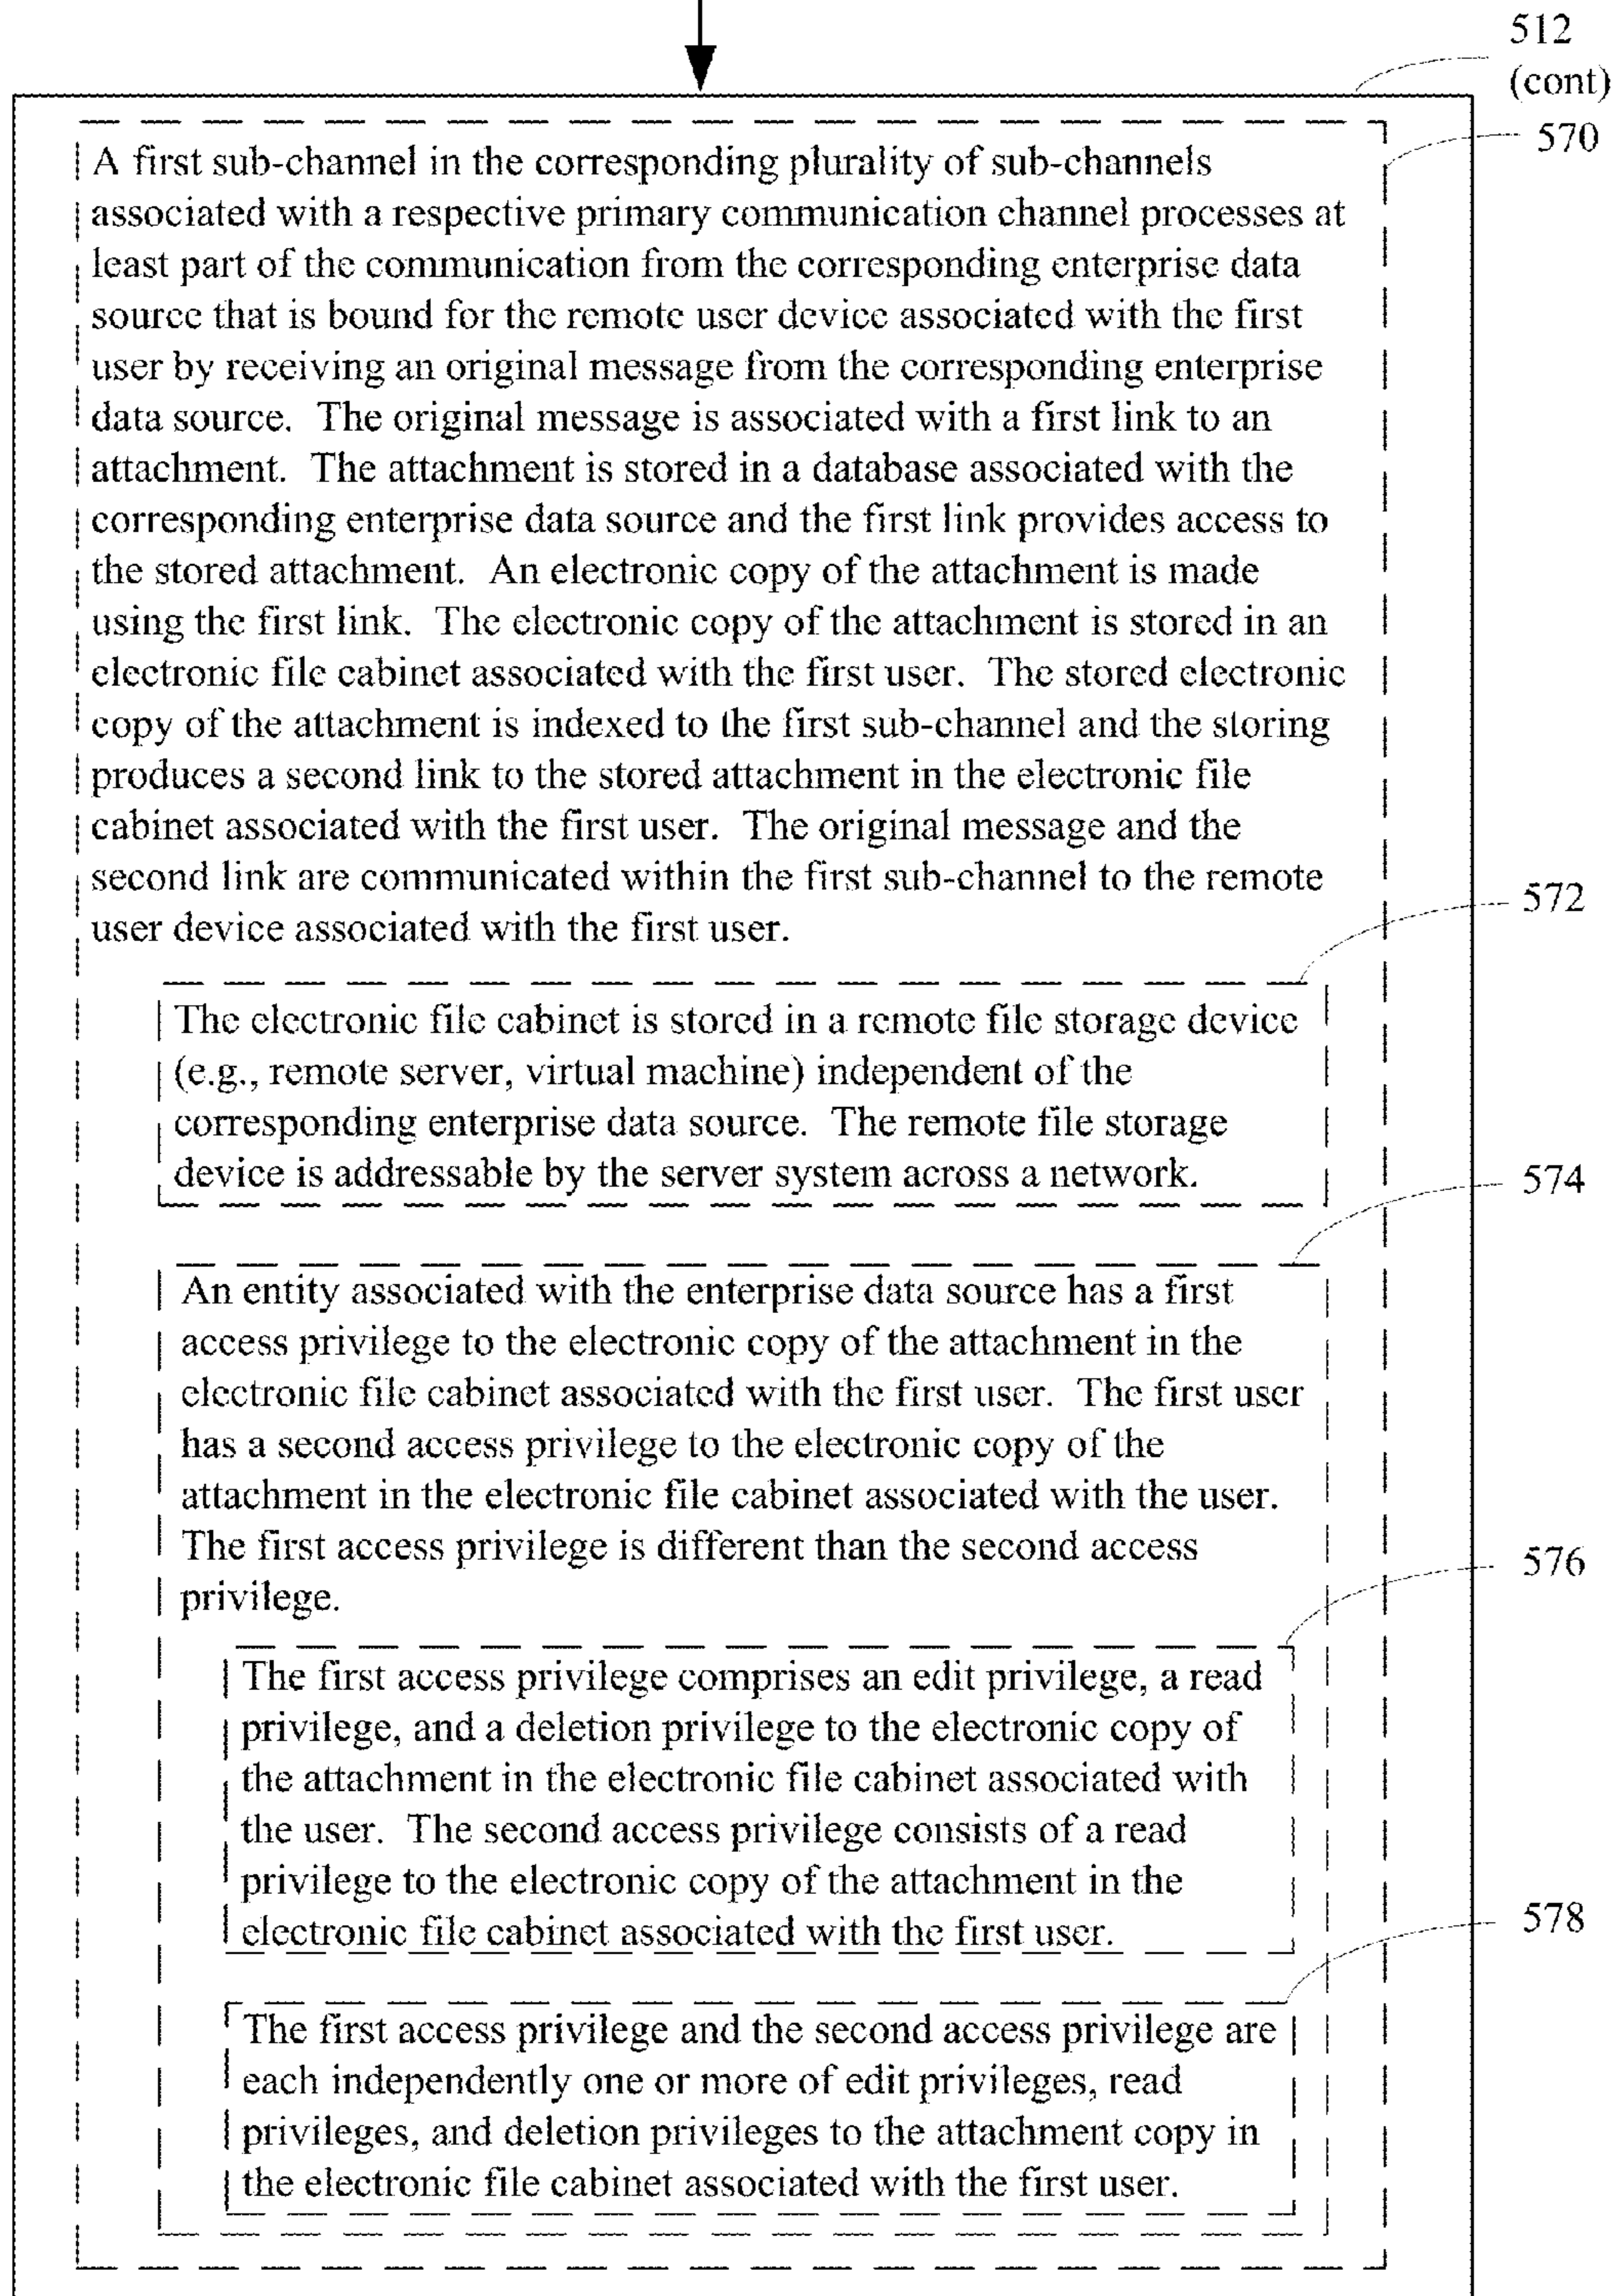 512
(cont)
570
A first sub-channel in the corresponding plurality of sub-channels
associated with a respective primary communication channel processes at
least part of the communication from the corresponding enterprise data
source that is bound for the remote user device associated with the first
user by receiving an original message from the corresponding enterprise
data source.  The original message is associated with a first link to an
attachment.  The attachment is stored in a database associated with the
corresponding enterprise data source and the first link provides access to
the stored attachment.  An electronic copy of the attachment is made
using the first link.  The electronic copy of the attachment is stored in an
electronic file cabinet associated with the first user.  The stored electronic
copy of the attachment is indexed to the first sub-channel and the storing
produces a second link to the stored attachment in the electronic file
cabinet associated with the first user.  The original message and the
second link are communicated within the first sub-channel to the remote
user device associated with the first user.
572
The electronic file cabinet is stored in a remote file storage device
(e.g., remote server, virtual machine) independent of the
corresponding enterprise data source.  The remote file storage
device is addressable by the server system across a network.
574
An entity associated with the enterprise data source has a first
access privilege to the electronic copy of the attachment in the
electronic file cabinet associated with the first user.  The first user
has a second access privilege to the electronic copy of the
attachment in the electronic file cabinet associated with the user.
The first access privilege is different than the second access
privilege.
576
The first access privilege comprises an edit privilege, a read
privilege, and a deletion privilege to the electronic copy of
the attachment in the electronic file cabinet associated with
the user.  The second access privilege consists of a read
privilege to the electronic copy of the attachment in the
electronic file cabinet associated with the first user.
578
The first access privilege and the second access privilege are
each independently one or more of edit privileges, read
privileges, and deletion privileges to the attachment copy in
the electronic file cabinet associated with the first user.